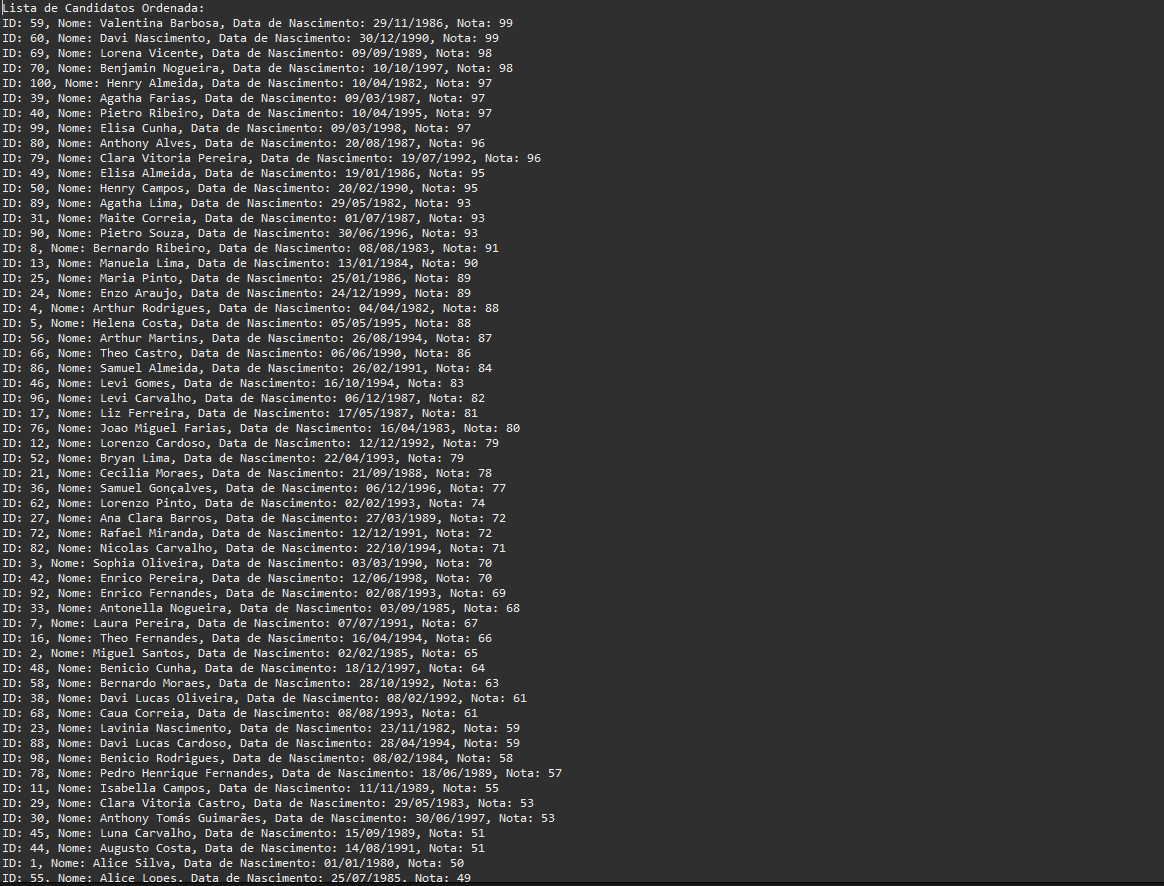 Lista de Candidatos Ordenada:
ID: 59, Nome: Valentina Barbosa, Data de Nascimento: 29/11/1986, Nota: 99
ID: 60, Nome: Davi Nascimento, Data de Nascimento: 30/12/1990, Nota: 99
ID: 69, Nome: Lorena Vicente, Data de Nascimento: 09/09/1989, Nota: 98
ID: 70, Nome: Benjamin Nogueira, Data de Nascimento: 10/10/1997, Nota: 98
ID: 100, Nome: Henry Almeida, Data de Nascimento: 10/04/1982, Nota: 97
ID: 39, Nome: Agatha Farias, Data de Nascimento: 09/03/1987, Nota: 97
ID: 40, Nome: Pietro Ribeiro, Data de Nascimento: 10/04/1995, Nota: 97
ID: 99, Nome: Elisa Cunha, Data de Nascimento: 09/03/1998, Nota: 97
ID: 80, Nome: Anthony Alves, Data de Nascimento: 20/08/1987, Nota: 96
ID: 79, Nome: Clara Vitoria Pereira, Data de Nascimento: 19/07/1992, Nota: 96
ID: 49, Nome: Elisa Almeida, Data de Nascimento: 19/01/1986, Nota: 95
ID: 50, Nome: Henry Campos, Data de Nascimento: 20/02/1990, Nota: 95
ID: 89, Nome: Agatha Lima, Data de Nascimento: 29/05/1982, Nota: 93
ID: 31, Nome: Maite Correia, Data de Nascimento: 01/07/1987, Nota: 93
ID: 90, Nome: Pietro Souza, Data de Nascimento: 30/06/1996, Nota: 93
ID: 8, Nome: Bernardo Ribeiro, Data de Nascimento: 08/08/1983, Nota: 91
ID: 13, Nome: Manuela Lima, Data de Nascimento: 13/01/1984, Nota: 90
ID: 25, Nome: Maria Pinto, Data de Nascimento: 25/01/1986, Nota: 89
ID: 24, Nome: Enzo Araujo, Data de Nascimento: 24/12/1999, Nota: 89
ID: 4, Nome: Arthur Rodrigues, Data de Nascimento: 04/04/1982, Nota: 88
ID: 5, Nome: Helena Costa, Data de Nascimento: 05/05/1995, Nota: 88
ID: 56, Nome: Arthur Martins, Data de Nascimento: 26/08/1994, Nota: 87
ID: 66, Nome: Theo Castro, Data de Nascimento: 06/06/1990, Nota: 86
ID: 86, Nome: Samuel Almeida, Data de Nascimento: 26/02/1991, Nota: 84
ID: 46, Nome: Levi Gomes, Data de Nascimento: 16/10/1994, Nota: 83
ID: 96, Nome: Levi Carvalho, Data de Nascimento: 06/12/1987, Nota: 82
ID: 17, Nome: Liz Ferreira, Data de Nascimento: 17/05/1987, Nota: 81
ID: 76, Nome: Joao Miguel Farias, Data de Nascimento: 16/04/1983, Nota: 80
ID: 12, Nome: Lorenzo Cardoso, Data de Nascimento: 12/12/1992, Nota: 79
ID: 52, Nome: Bryan Lima, Data de Nascimento: 22/04/1993, Nota: 79
ID: 21, Nome: Cecilia Moraes, Data de Nascimento: 21/09/1988, Nota: 78
ID: 36, Nome: Samuel Gonçalves, Data de Nascimento: 06/12/1996, Nota: 77
ID: 62, Nome: Lorenzo Pinto, Data de Nascimento: 02/02/1993, Nota: 74
ID: 27, Nome: Ana Clara Barros, Data de Nascimento: 27/03/1989, Nota: 72
ID: 72, Nome: Rafael Miranda, Data de Nascimento: 12/12/1991, Nota: 72
ID: 82, Nome: Nicolas Carvalho, Data de Nascimento: 22/10/1994, Nota: 71
ID: 3, Nome: Sophia Oliveira, Data de Nascimento: 03/03/1990, Nota: 70
ID: 42, Nome: Enrico Pereira, Data de Nascimento: 12/06/1998, Nota: 70
ID: 92, Nome: Enrico Fernandes, Data de Nascimento: 02/08/1993, Nota: 69
ID: 33, Nome: Antonella Nogueira, Data de Nascimento: 03/09/1985, Nota: 68
ID: 7, Nome: Laura Pereira, Data de Nascimento: 07/07/1991, Nota: 67
ID: 16, Nome: Theo Fernandes, Data de Nascimento: 16/04/1994, Nota: 66
ID: 2, Nome: Miguel Santos, Data de Nascimento: 02/02/1985, Nota: 65
ID: 48, Nome: Benicio Cunha, Data de Nascimento: 18/12/1997, Nota: 64
ID: 58, Nome: Bernardo Moraes, Data de Nascimento: 28/10/1992, Nota: 63
ID: 38, Nome: Davi Lucas Oliveira, Data de Nascimento: 08/02/1992, Nota: 61
ID: 68, Nome: Caua Correia, Data de Nascimento: 08/08/1993, Nota: 61
ID: 23, Nome: Lavinia Nascimento, Data de Nascimento: 23/11/1982, Nota: 59
ID: 88, Nome: Davi Lucas Cardoso, Data de Nascimento: 28/04/1994, Nota: 59
ID: 98, Nome: Benicio Rodrigues, Data de Nascimento: 08/02/1984, Nota: 58
ID: 78, Nome: Pedro Henrique Fernandes, Data de Nascimento: 18/06/1989, Nota: 57
ID: 11, Nome: Isabella Campos, Data de Nascimento: 11/11/1989, Nota: 55
ID: 29, Nome: Clara Vitoria Castro, Data de Nascimento: 29/05/1983, Nota: 53
ID: 30, Nome: Anthony Tomás Guimarães, Data de Nascimento: 30/06/1997, Nota: 53
ID: 45, Nome: Luna Carvalho, Data de Nascimento: 15/09/1989, Nota: 51
ID: 44, Nome: Augusto Costa, Data de Nascimento: 14/08/1991, Nota: 51
ID: 1, Nome: Alice Silva, Data de Nascimento: 01/01/1980, Nota: 50
ID: 55, Nome: Alice Lopes, Data de Nascimento: 25/07/1985, Nota: 49